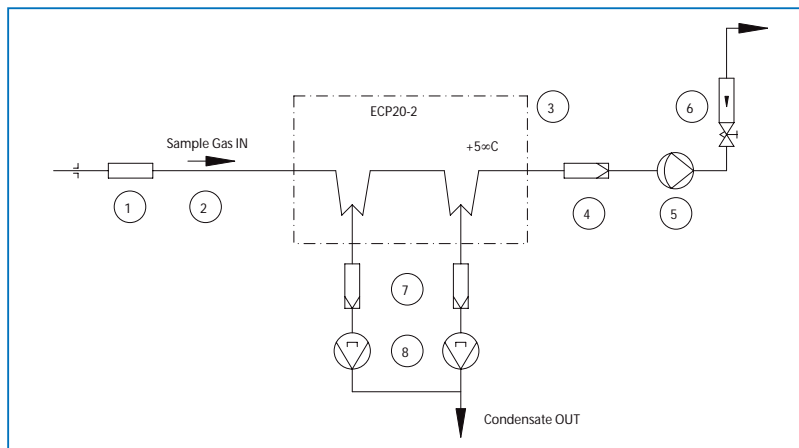 ECP20-2
3
6
Sample Gas IN
+5∞C
1
2
4
5
7
8
Condensate OUT